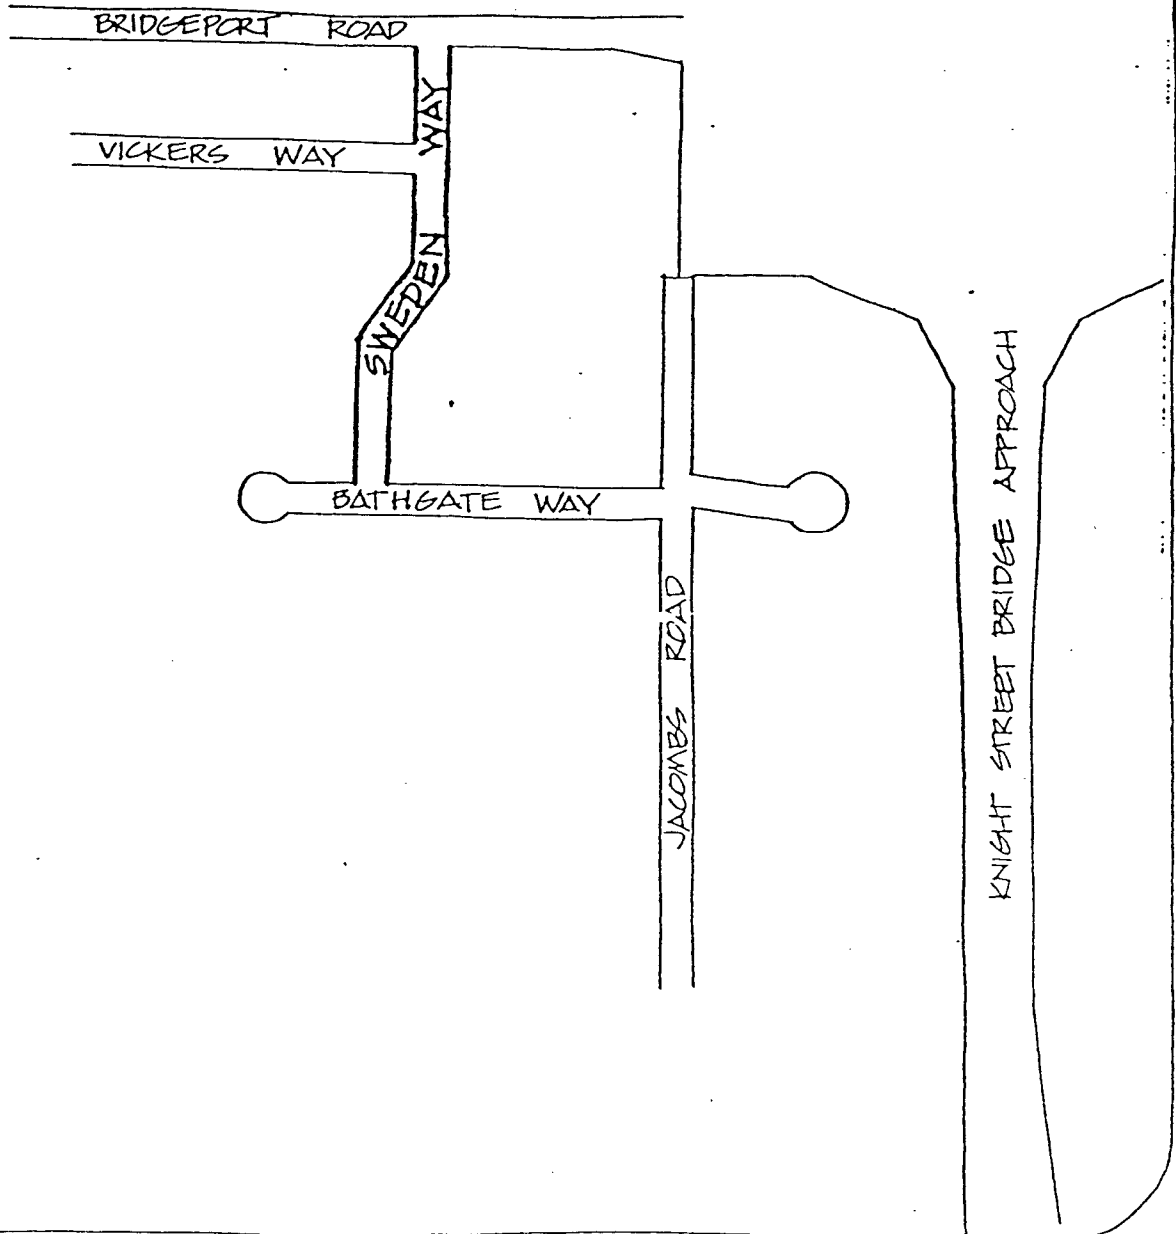 BRIDGEPORT ROAD
VICKERS WAY
SWEDEN WAY
BATHGATE WAY
JACOMBS ROAD
KNIGHT STREET BRIDGE APPROACH